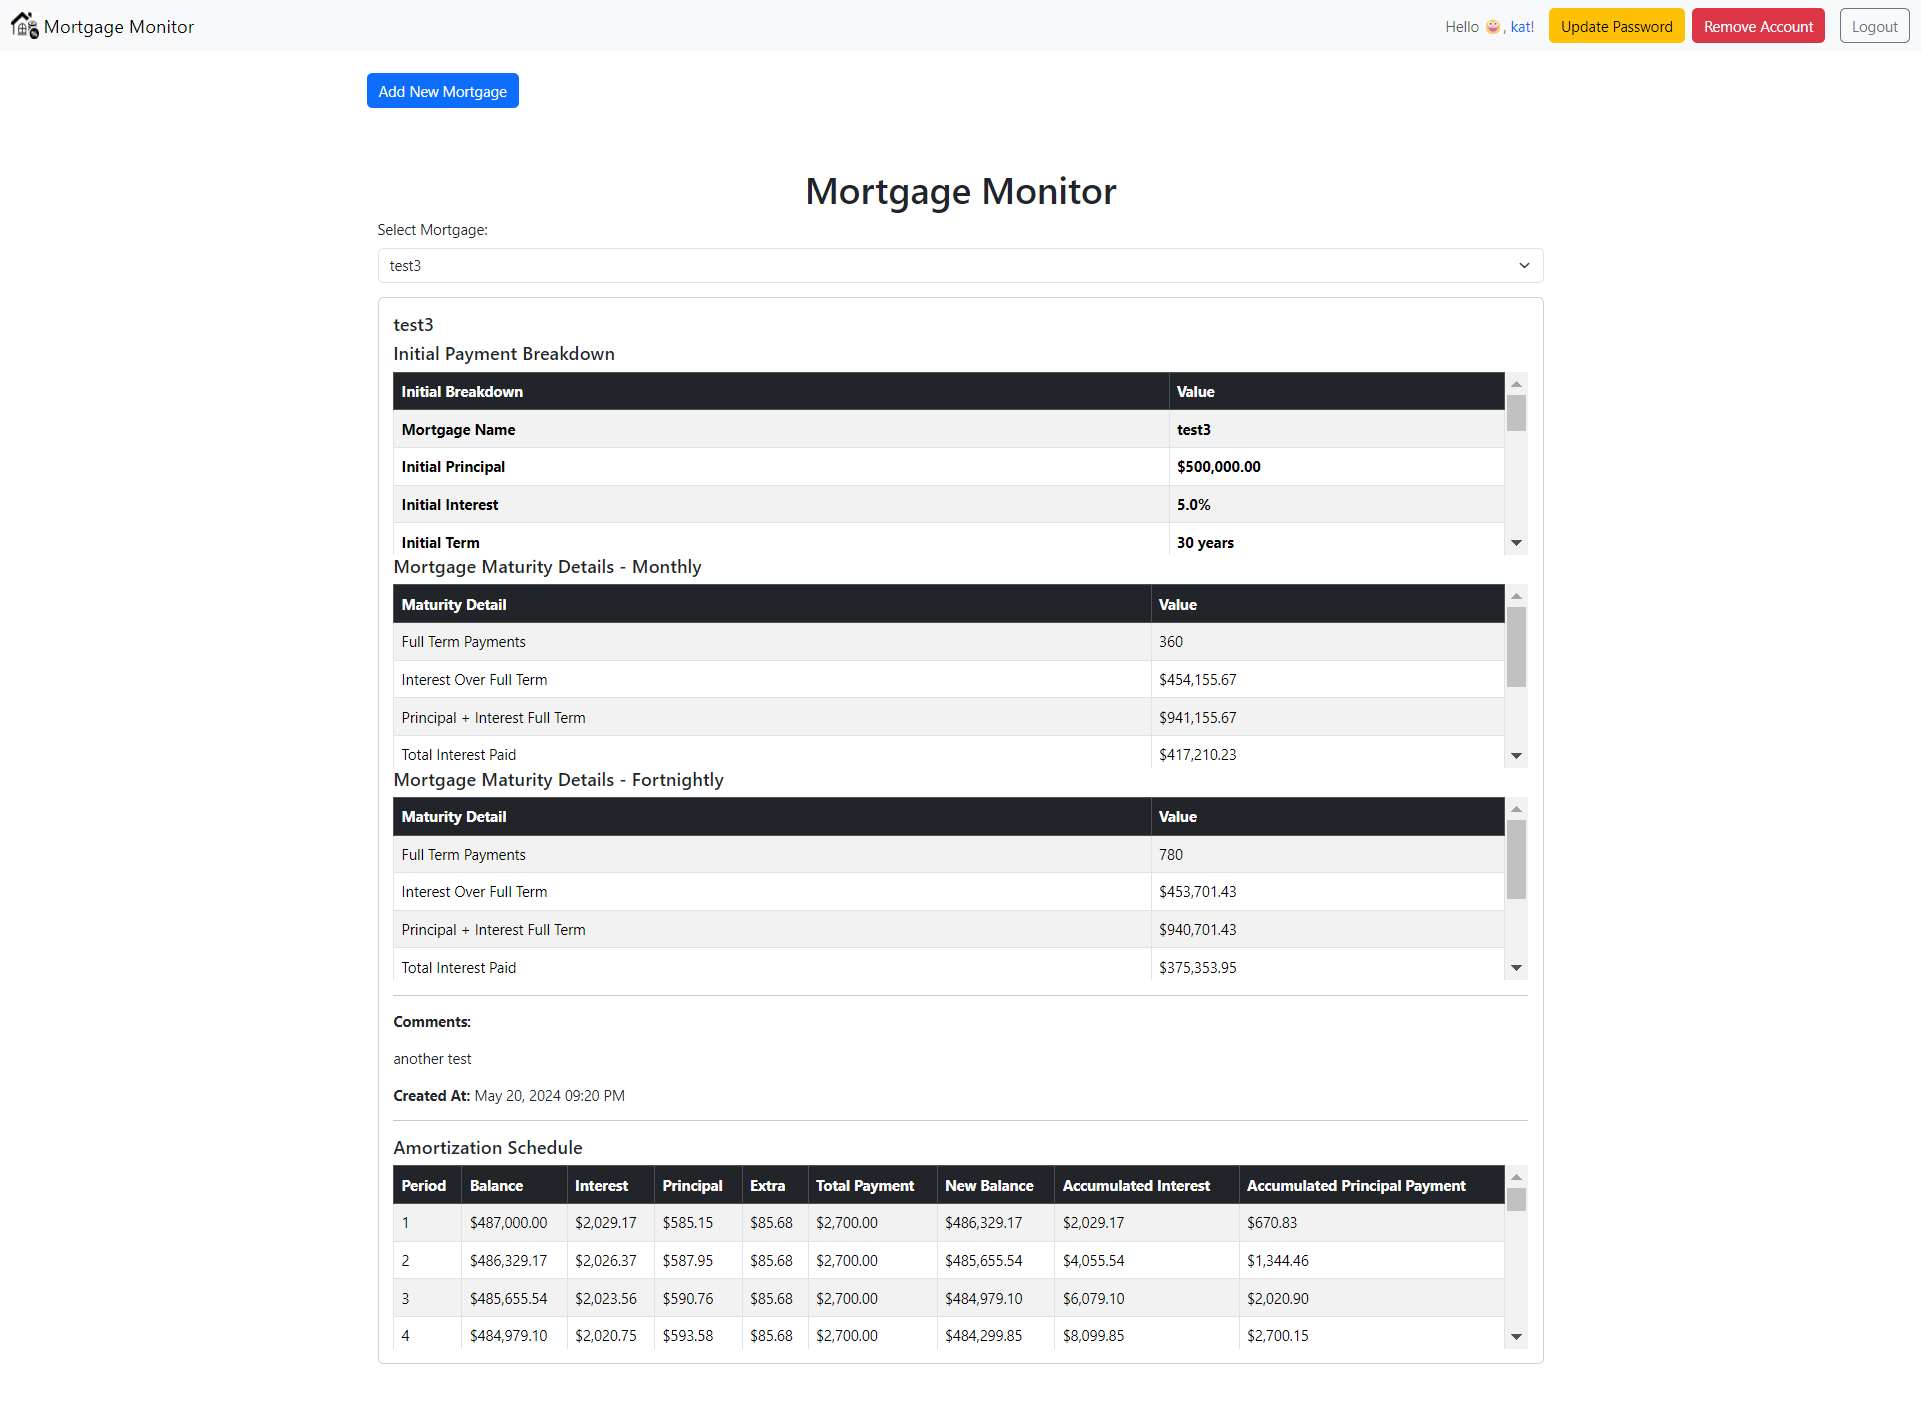 Mortgage Monitor
Hello 😀, kat! Update Password Remove Account Logout
Add New Mortgage
Mortgage Monitor
Select Mortgage:
test3
test3
Initial Payment Breakdown
Initial Breakdown Value
Mortgage Name test3
Initial Principal $500,000.00
Initial Interest 5.0%
Initial Term 30 years
Mortgage Maturity Details - Monthly
Maturity Detail Value
Full Term Payments 360
Interest Over Full Term $454,155.67
Principal + Interest Full Term $941,155.67
Total Interest Paid $417,210.23
Mortgage Maturity Details - Fortnightly
Maturity Detail Value
Full Term Payments 780
Interest Over Full Term $453,701.43
Principal + Interest Full Term $940,701.43
Total Interest Paid $375,353.95
Comments:
another test
Created At: May 20, 2024 09:20 PM
Amortization Schedule
Period Balance Interest Principal Extra Total Payment New Balance Accumulated Interest Accumulated Principal Payment
1 $487,000.00 $2,029.17 $585.15 $85.68 $2,700.00 $486,329.17 $2,029.17 $670.83
2 $486,329.17 $2,026.37 $587.95 $85.68 $2,700.00 $485,655.54 $4,055.54 $1,344.46
3 $485,655.54 $2,023.56 $590.76 $85.68 $2,700.00 $484,979.10 $6,079.10 $2,020.90
4 $484,979.10 $2,020.75 $593.58 $85.68 $2,700.00 $484,299.85 $8,099.85 $2,700.15